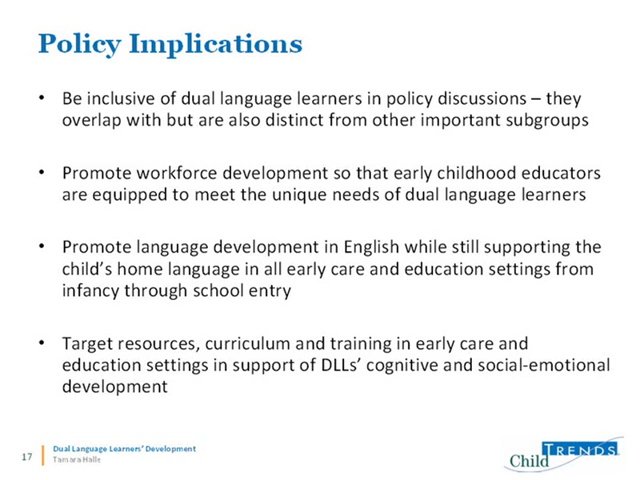 Policy Implications
• Be inclusive of dual language learners in policy discussions – they
overlap with but are also distinct from other important subgroups
• Promote workforce development so that early childhood educators
are equipped to meet the unique needs of dual language learners
• Promote language development in English while still supporting the
child’s home language in all early care and education settings from
infancy through school entry
• Target resources, curriculum and training in early care and
education settings in support of DLLs’ cognitive and social-emotional
development
17
Dual Language Learners’ Development
Tamara Halle
Child TRENDS